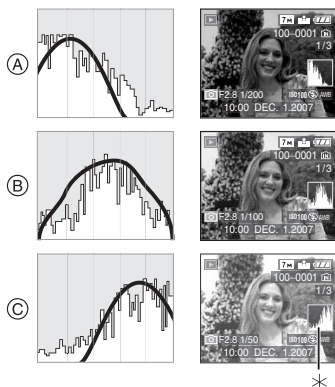 A
7M
100-0001
1/3
F2.8 1/200 ISO100 AWB
10:00 DEC. 1.2007
B
7M
100-0001
1/3
F2.8 1/100 ISO100 AWB
10:00 DEC. 1.2007
C
7M
100-0001
1/3
F2.8 1/50 ISO100 AWB
10:00 DEC. 1.2007